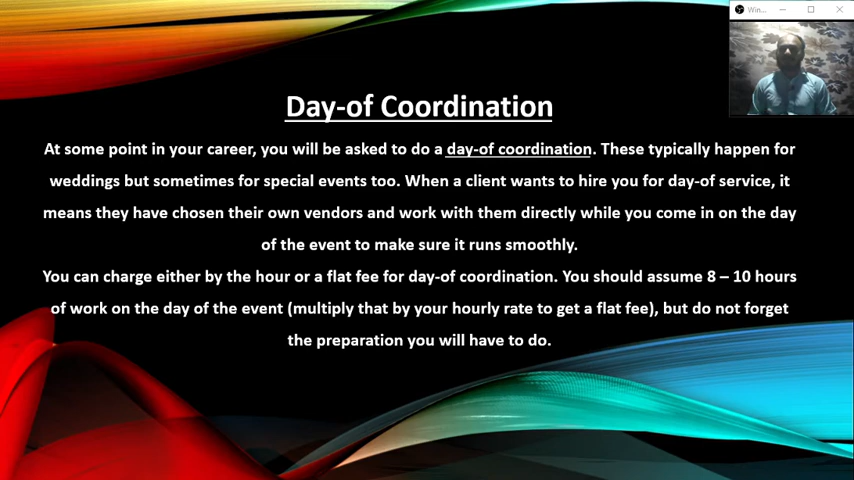 Win...
Day-of Coordination
At some point in your career, you will be asked to do a day-of coordination. These typically happen for
weddings but sometimes for special events too. When a client wants to hire you for day-of service, it
means they have chosen their own vendors and work with them directly while you come in on the day
of the event to make sure it runs smoothly.
You can charge either by the hour or a flat fee for day-of coordination. You should assume 8 – 10 hours
of work on the day of the event (multiply that by your hourly rate to get a flat fee), but do not forget
the preparation you will have to do.